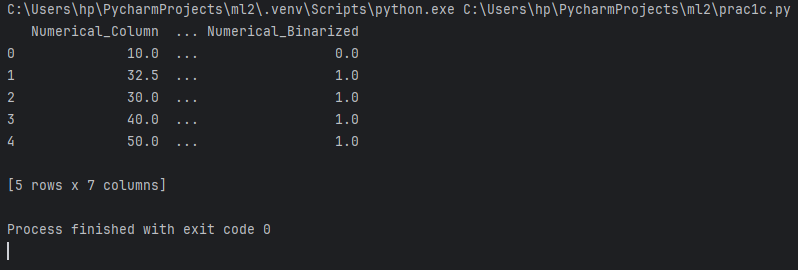 C:\Users\hp\PycharmProjects\ml2\.venv\Scripts\python.exe C:\Users\hp\PycharmProjects\ml2\prac1c.py
   Numerical_Column  ... Numerical_Binarized
0              10.0  ...                 0.0
1              32.5  ...                 1.0
2              30.0  ...                 1.0
3              40.0  ...                 1.0
4              50.0  ...                 1.0
[5 rows x 7 columns]
Process finished with exit code 0